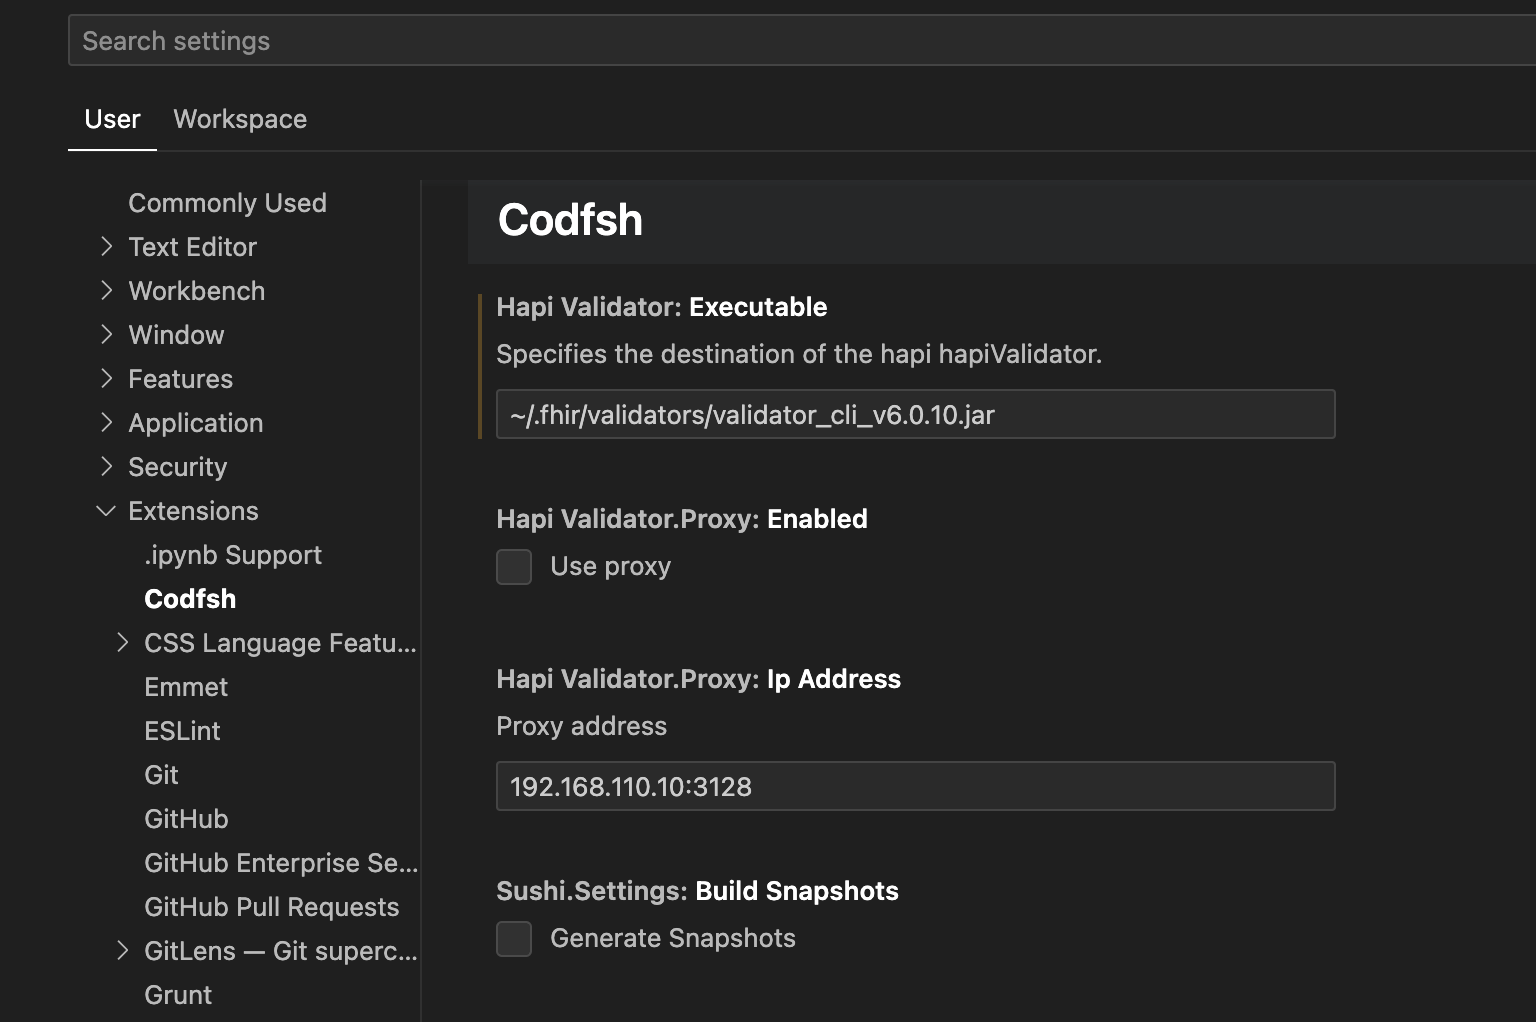 Search settings
User
Workspace
Commonly Used
Text Editor
Workbench
Window
Features
Application
Security
Extensions
.ipynb Support
Codfsh
CSS Language Featu...
Emmet
ESLint
Git
GitHub
GitHub Enterprise Se...
GitHub Pull Requests
GitLens — Git superc...
Grunt
Codfsh
Hapi Validator: Executable
Specifies the destination of the hapi hapiValidator.
~/.fhir/validators/validator_cli_v6.0.10.jar
Hapi Validator.Proxy: Enabled
Use proxy
Hapi Validator.Proxy: Ip Address
Proxy address
192.168.110.10:3128
Sushi.Settings: Build Snapshots
Generate Snapshots